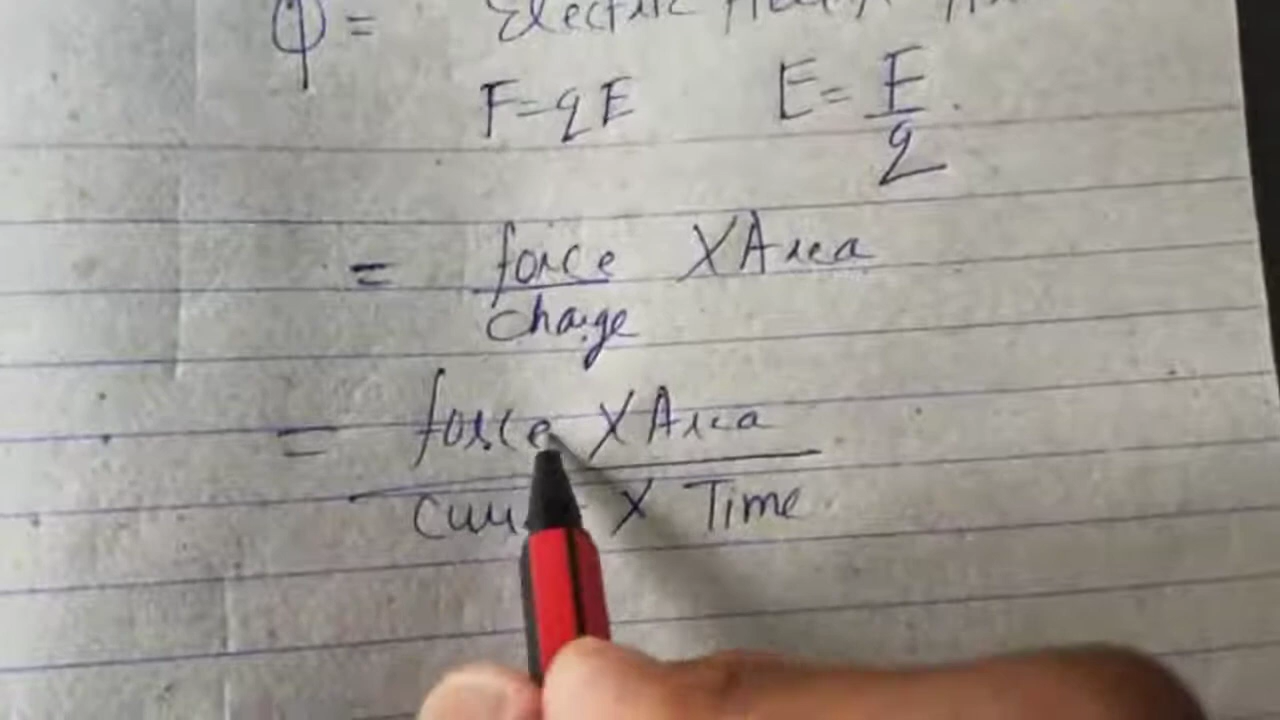 φ = Electric
F = qE E = F/q
= force/charge X Area
= force X Area
X Time